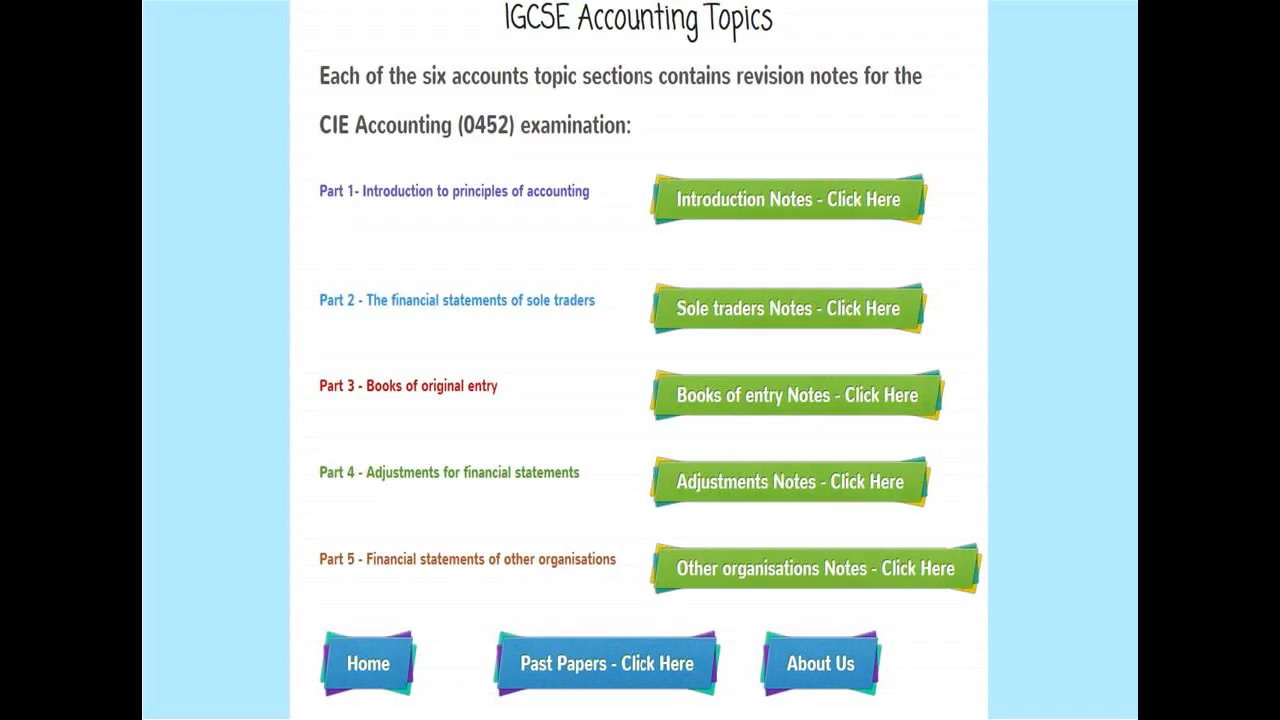 IGCSE Accounting Topics
Each of the six accounts topic sections contains revision notes for the
CIE Accounting (0452) examination:
Part 1- Introduction to principles of accounting
Introduction Notes - Click Here
Part 2 - The financial statements of sole traders
Sole traders Notes - Click Here
Part 3 - Books of original entry
Books of entry Notes - Click Here
Part 4 - Adjustments for financial statements
Adjustments Notes - Click Here
Part 5 - Financial statements of other organisations
Other organisations Notes - Click Here
Home
Past Papers - Click Here
About Us